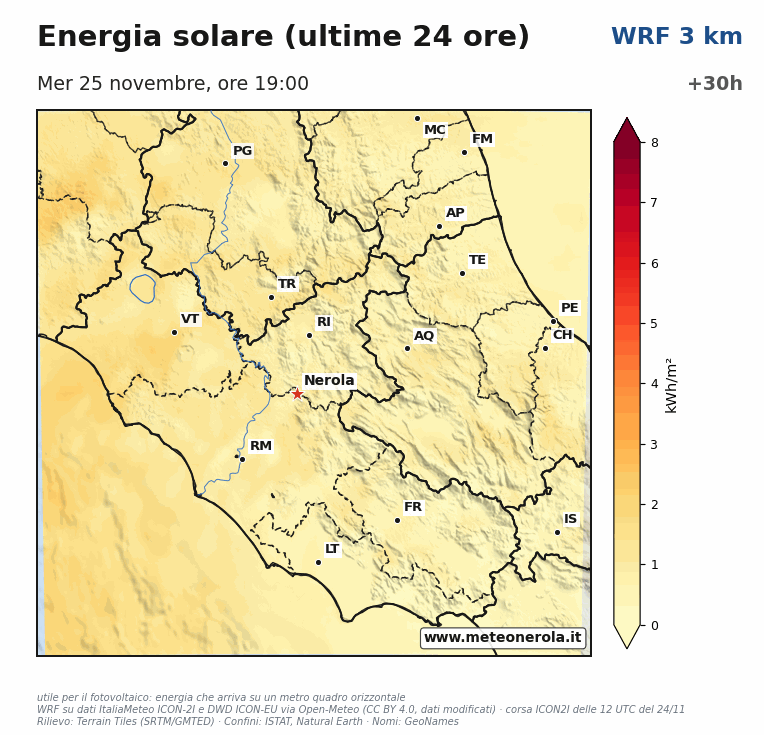 Energia solare (ultime 24 ore)
WRF 3 km
Mer 25 novembre, ore 19:00
+30h
MC
FM
PG
AP
TE
TR
PE
VT
RI
AQ
CH
Nerola
RM
FR
IS
LT
www.meteonerola.it
8
7
6
5
4
3
2
1
0
kWh/m²
utile per il fotovoltaico: energia che arriva su un metro quadro orizzontale
WRF su dati ItaliaMeteo ICON-2I e DWD ICON-EU via Open-Meteo (CC BY 4.0, dati modificati) · corsa ICON2I delle 12 UTC del 24/11
Rilievo: Terrain Tiles (SRTM/GMTED) · Confini: ISTAT, Natural Earth · Nomi: GeoNames